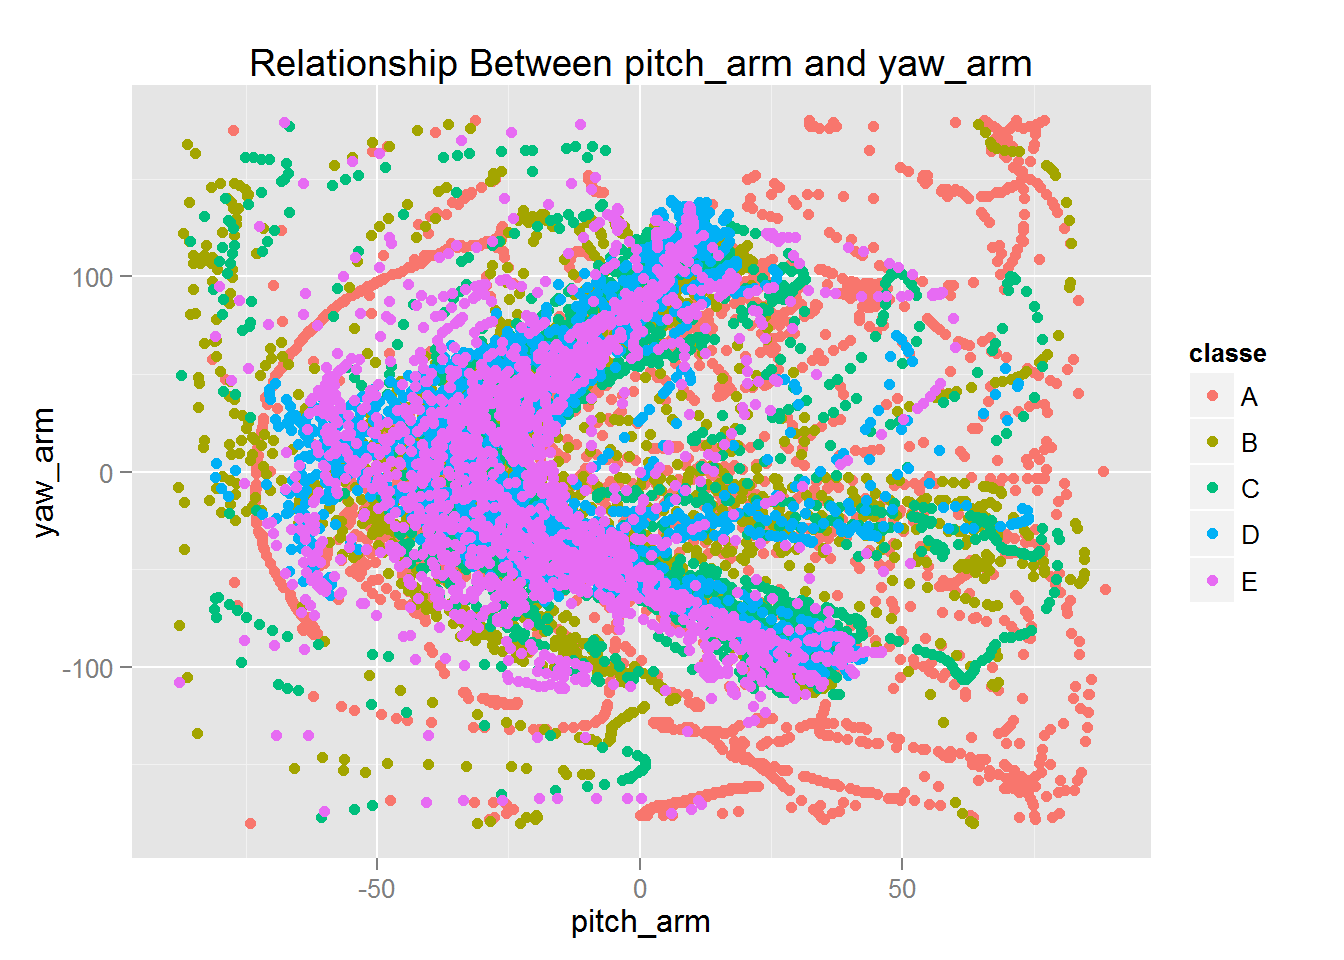 Relationship Between pitch_arm and yaw_arm
yaw_arm
100
0
-100
-50
0
50
pitch_arm
classe
A
B
C
D
E